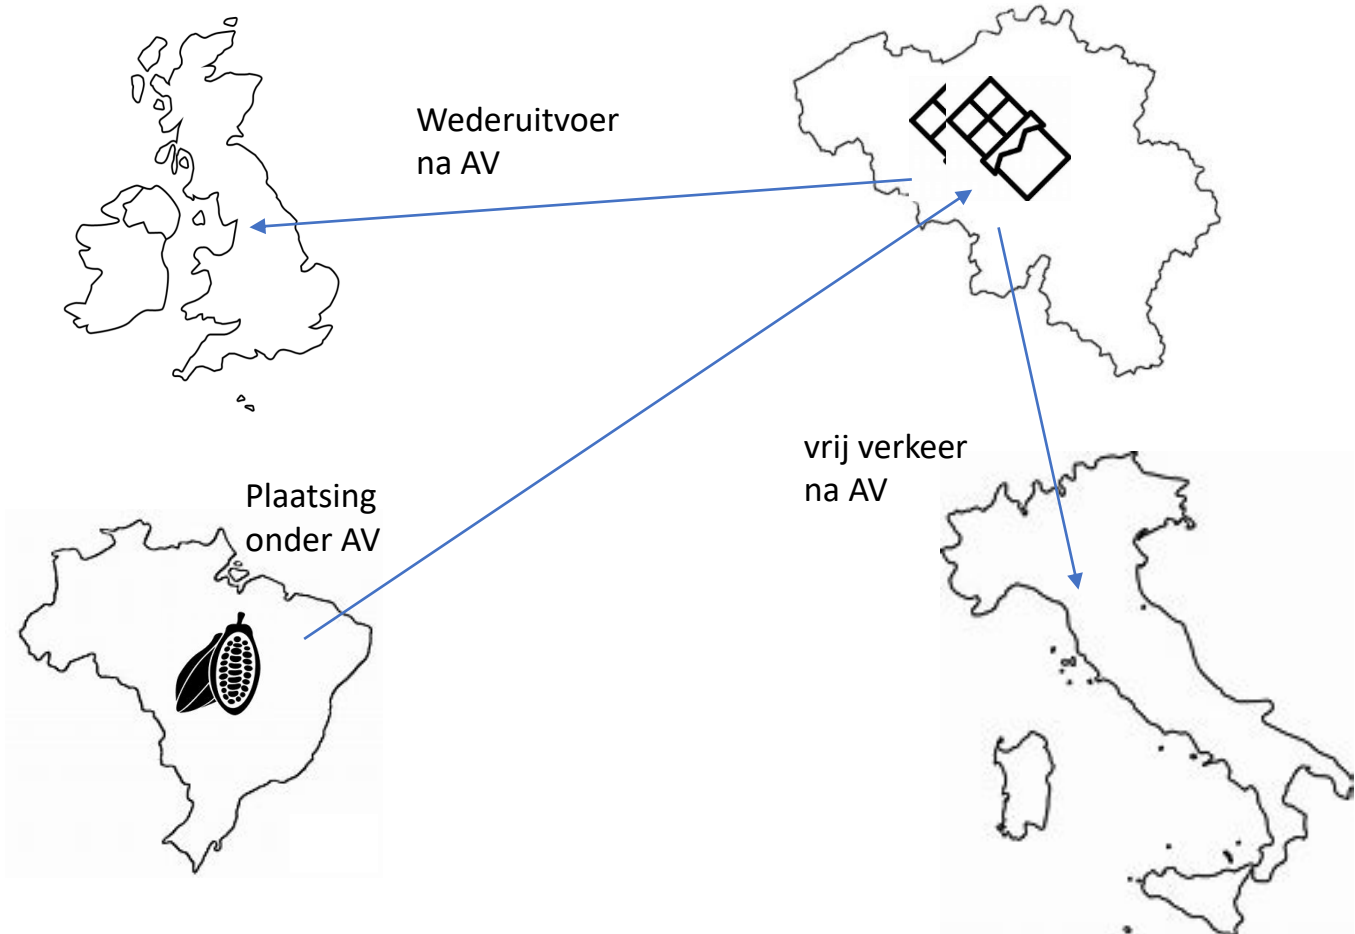 Wederuitvoer
na AV
Plaatsing
onder AV
vrij verkeer
na AV